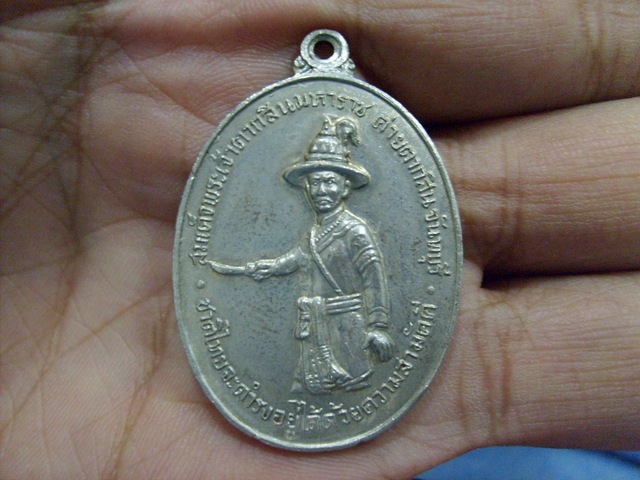 สมเด็จพระเจ้าตากสินมหาราช ค่ายตากสิน จันทบุรี
ชาติไทยจะดำรงอยู่ได้ด้วยความสามัคคี